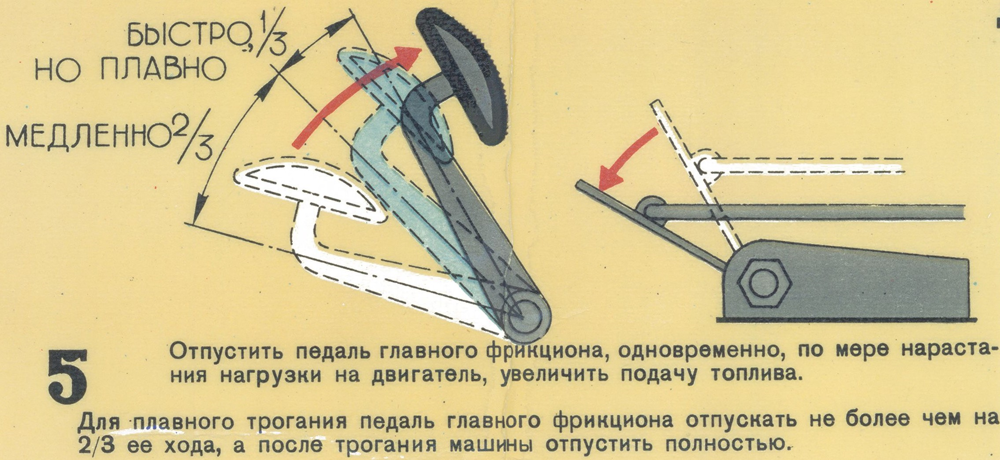 БЫСТРО, 1/3
НО ПЛАВНО
МЕДЛЕННО 2/3
5
Отпустить педаль главного фрикциона, одновременно, по мере нараста-
ния нагрузки на двигатель, увеличить подачу топлива.
Для плавного трогания педаль главного фрикциона отпускать не более чем на
2/3 ее хода, а после трогания машины отпустить полностью.